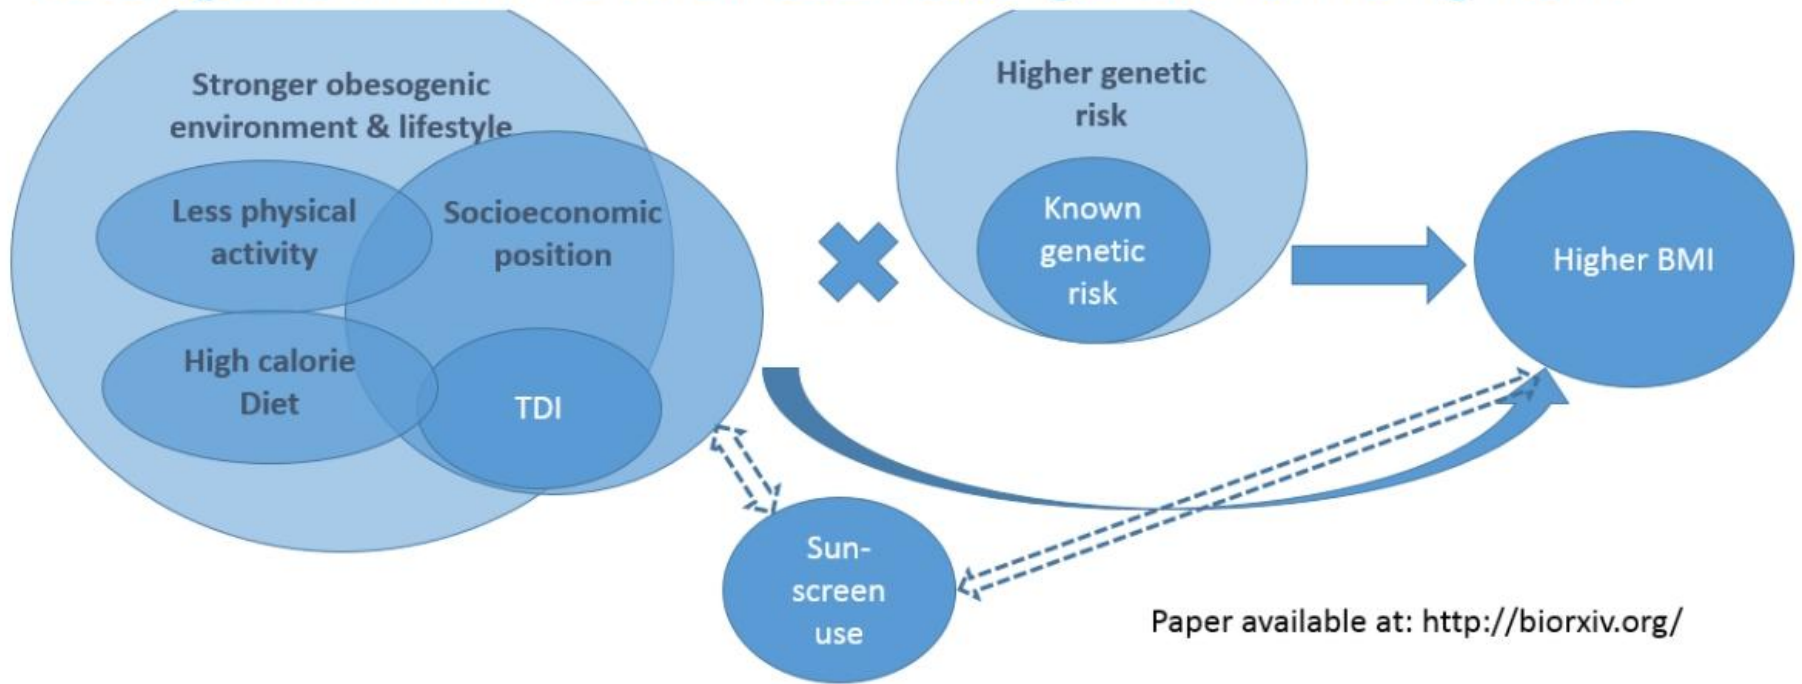 Stronger obesogenic
environment & lifestyle
Less physical
activity
Socioeconomic
position
High calorie
Diet
TDI
Higher genetic
risk
Known
genetic
risk
Higher BMI
Sun-
screen
use
Paper available at: http://biorxiv.org/